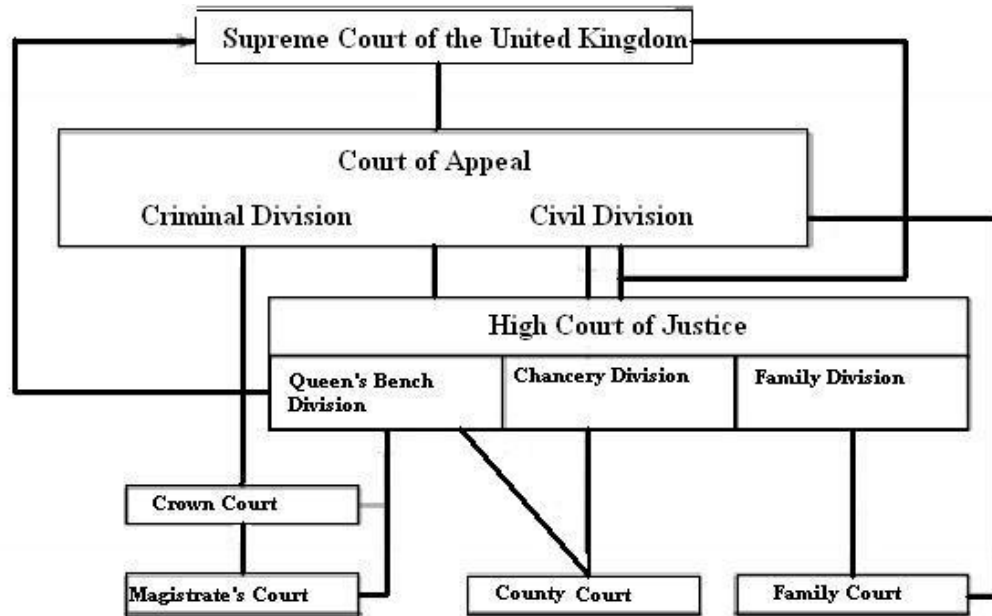 Supreme Court of the United Kingdom
Court of Appeal
Criminal Division
Civil Division
High Court of Justice
Queen's Bench
Division
Chancery Division
Family Division
Crown Court
Magistrate's Court
County Court
Family Court